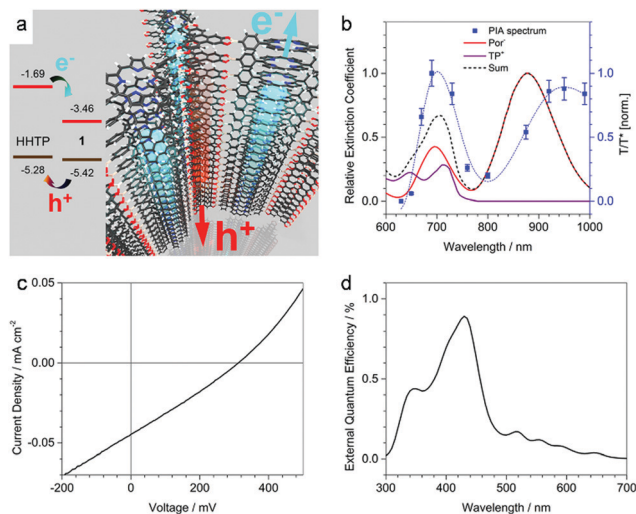 a
e⁻
-1.69
-3.46
HHTP
1
-5.28
-5.42
h⁺
e⁻
h⁺
b
PIA spectrum
Por⁻
TP⁺
Sum
Relative Extinction Coefficient
1.0
0.5
0.0
T/T* [norm.]
1.0
0.5
0.0
600 700 800 900 1000
Wavelength / nm
c
Current Density / mA cm⁻²
0.05
0.00
-0.05
-200 0 200 400
Voltage / mV
d
External Quantum Efficiency / %
1.0
0.5
0.0
300 400 500 600 700
Wavelength / nm